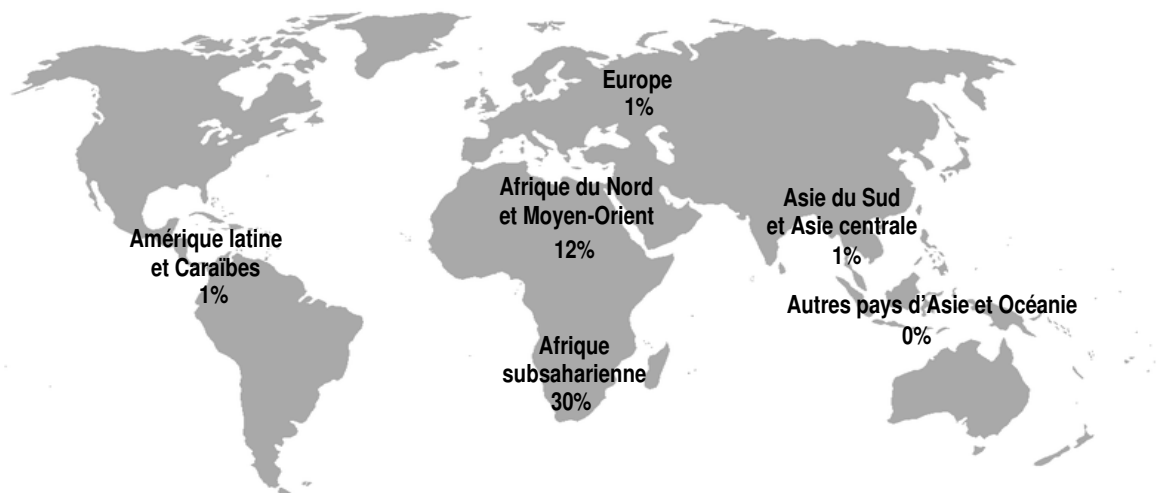 Europe
1%
Afrique du Nord
et Moyen-Orient
12%
Asie du Sud
et Asie centrale
1%
Amérique latine
et Caraïbes
1%
Autres pays d'Asie et Océanie
0%
Afrique
subsaharienne
30%